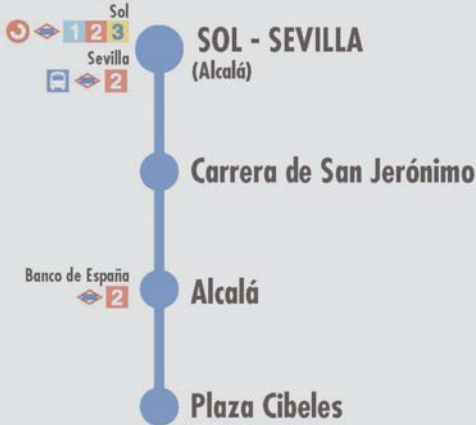 Sol
1 2 3
Sevilla
2
SOL - SEVILLA
(Alcalá)
Carrera de San Jerónimo
Banco de España
2
Alcalá
Plaza Cibeles